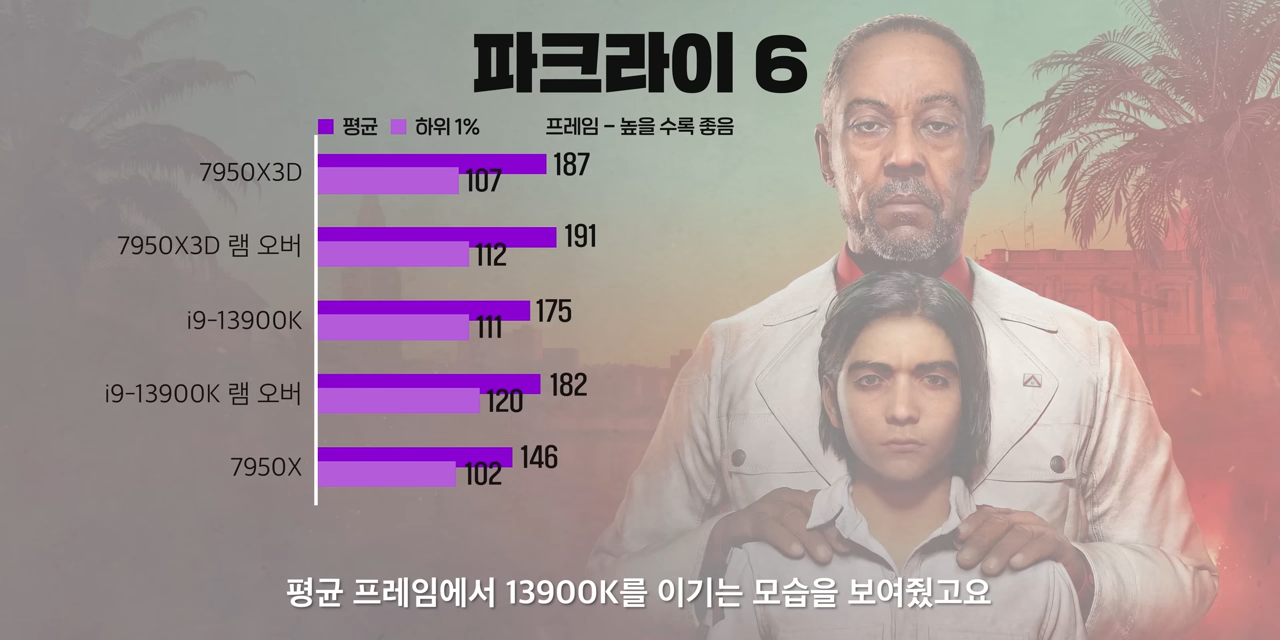 파크라이 6
평균 하위 1% 프레임 – 높을 수록 좋음
7950X3D 187
107
7950X3D 램 오버 191
112
i9-13900K 175
111
i9-13900K 램 오버 182
120
7950X 146
102
평균 프레임에서 13900K를 이기는 모습을 보여줬고요